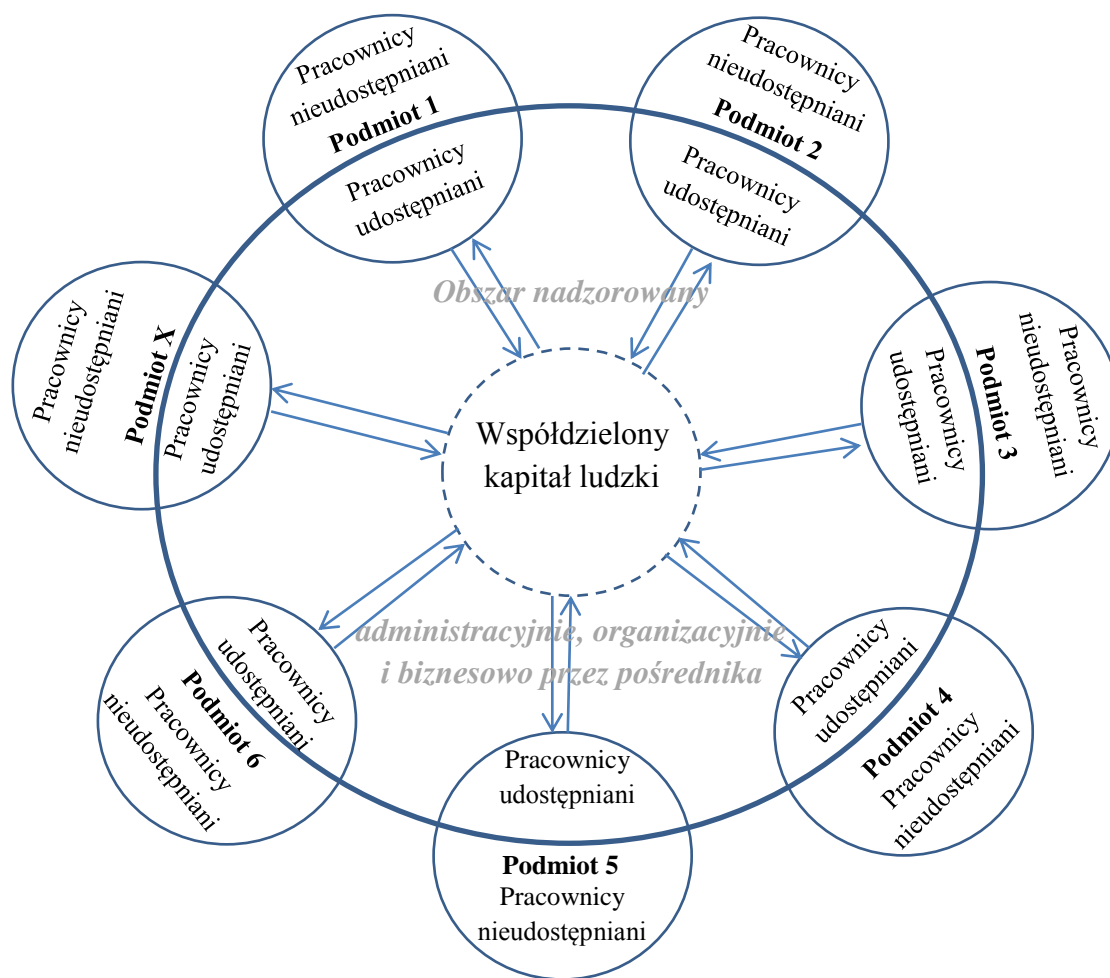 Pracownicy
nieudostępniani
Podmiot 1
Pracownicy
udostępniani
Pracownicy
nieudostępniani
Podmiot 2
Pracownicy
udostępniani
Obszar nadzorowany
Pracownicy
nieudostępniani
Podmiot X
Pracownicy
udostępniani
Współdzielony
kapitał ludzki
Pracownicy
udostępniani
Podmiot 3
Pracownicy
nieudostępniani
administracyjnie, organizacyjnie
i biznesowo przez pośrednika
Pracownicy
udostępniani
Podmiot 6
Pracownicy
nieudostępniani
Pracownicy
udostępniani
Podmiot 4
Pracownicy
nieudostępniani
Pracownicy
udostępniani
Podmiot 5
Pracownicy
nieudostępniani